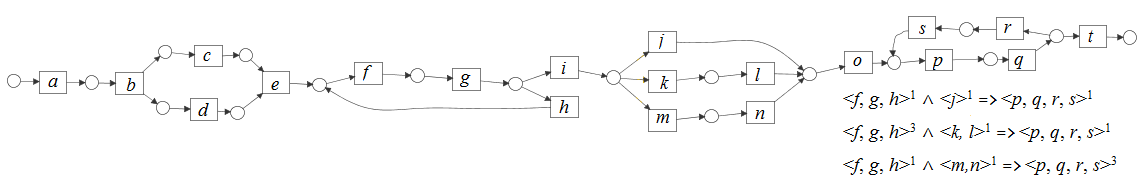 a
b
c
d
e
f
g
h
i
j
k
l
m
n
o
p
q
r
s
t
<f, g, h>¹ ∧ <j>¹ => <p, q, r, s>¹
<f, g, h>³ ∧ <k, l>¹ => <p, q, r, s>¹
<f, g, h>¹ ∧ <m,n>¹ => <p, q, r, s>³